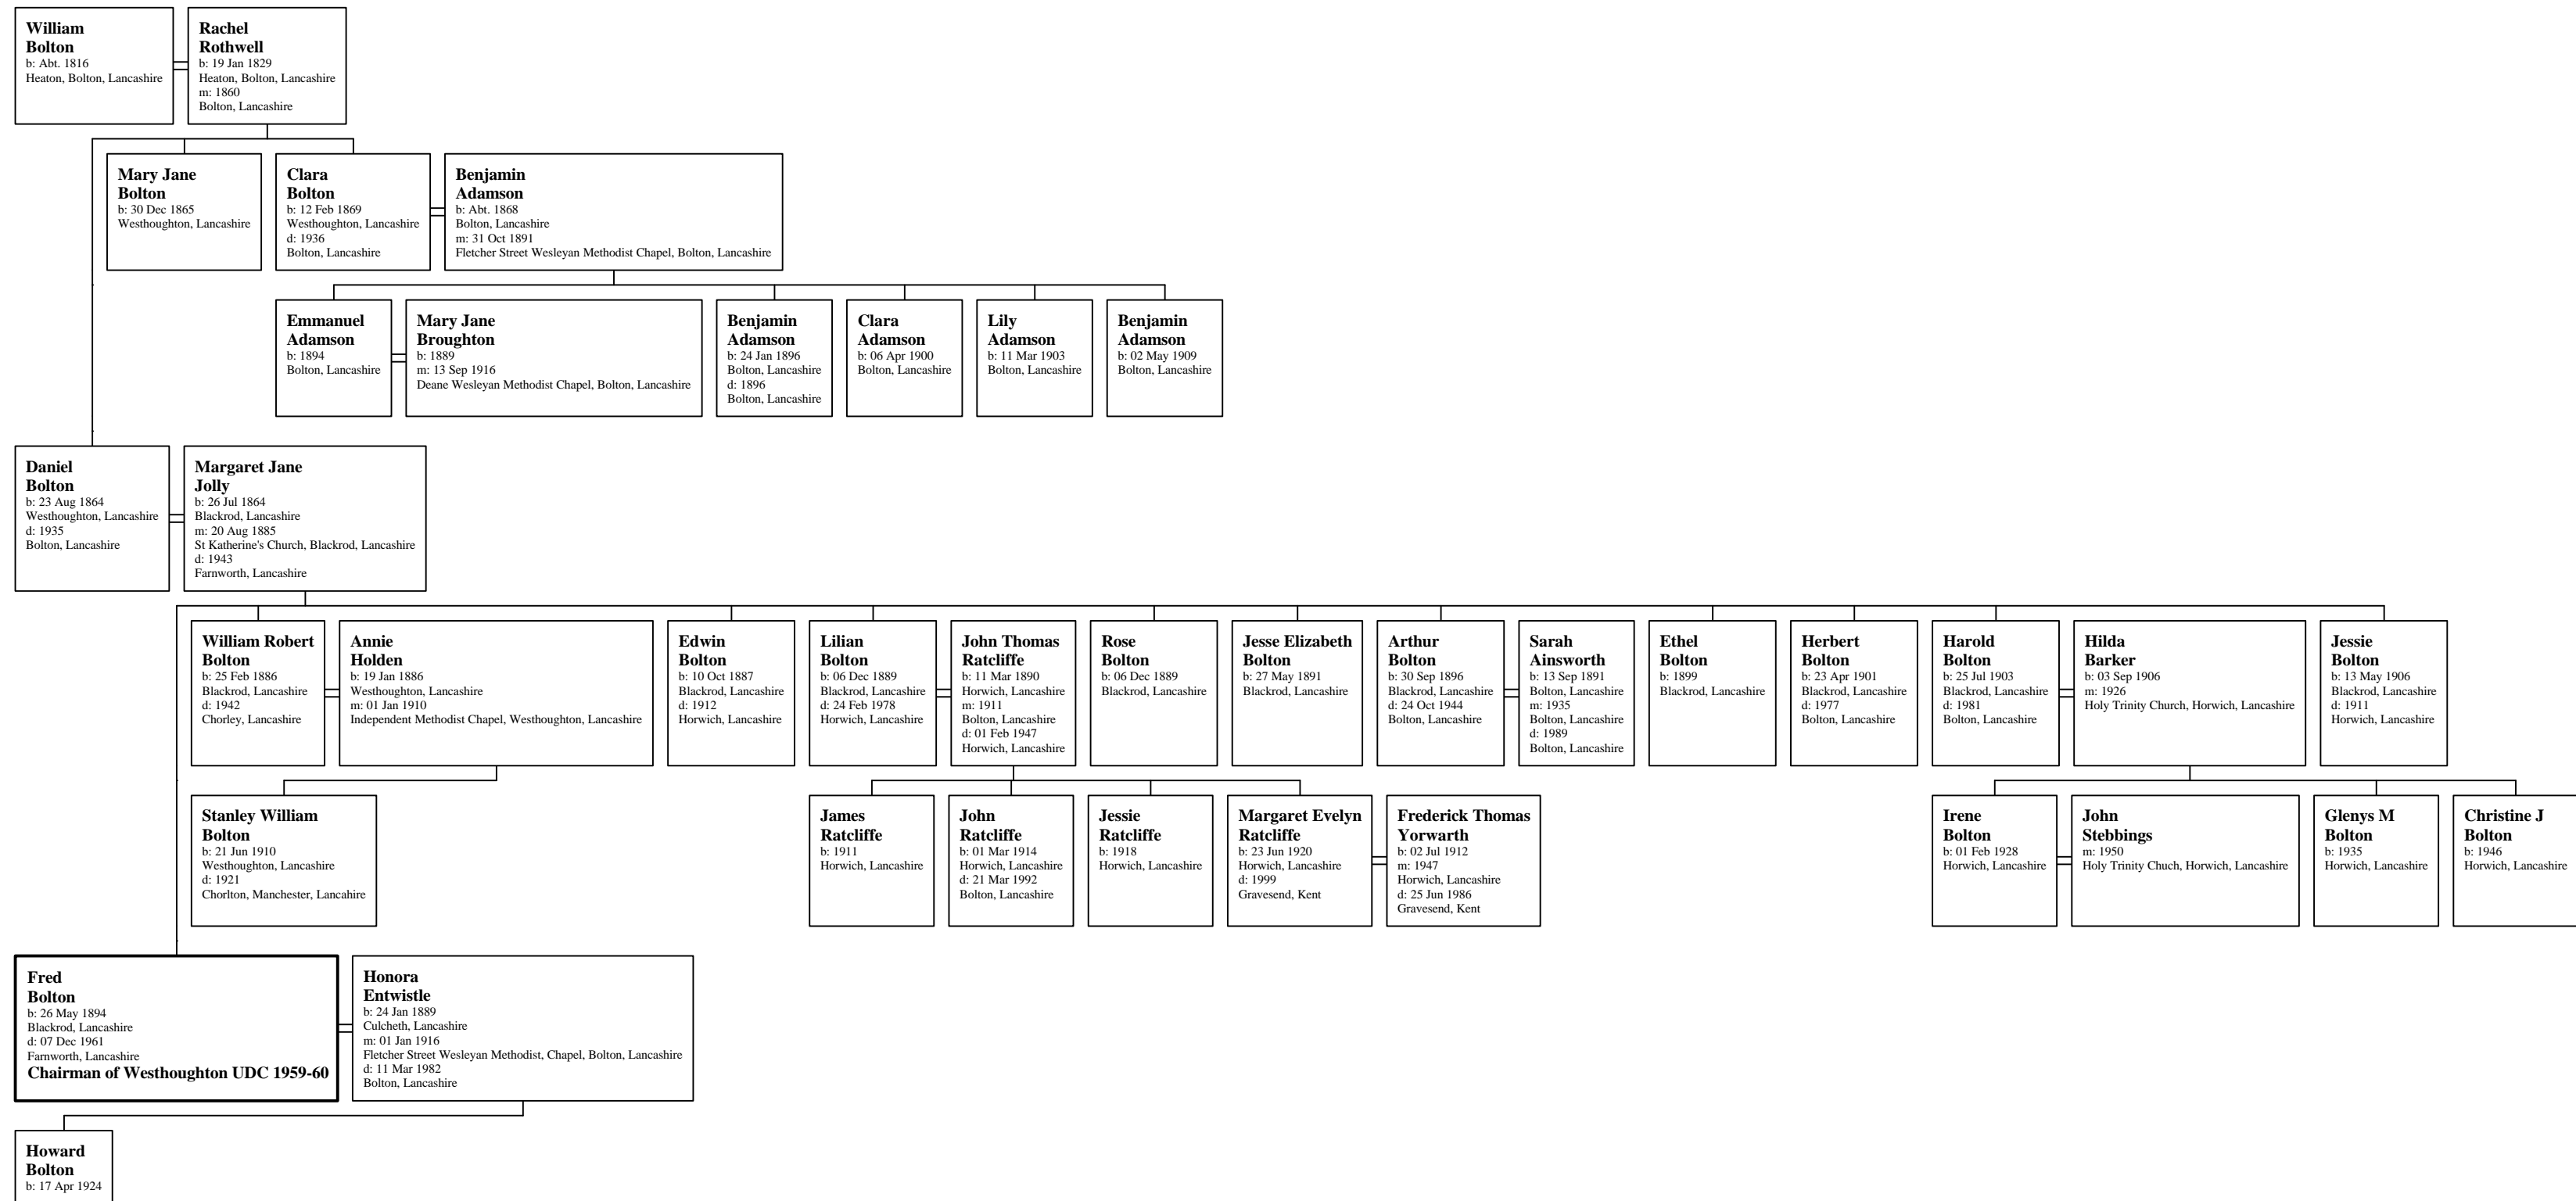 William
Bolton
b: Abt. 1816
Heaton, Bolton, Lancashire
Rachel
Rothwell
b: 19 Jan 1829
Heaton, Bolton, Lancashire
m: 1860
Bolton, Lancashire
Mary Jane
Bolton
b: 30 Dec 1865
Westhoughton, Lancashire
Clara
Bolton
b: 12 Feb 1869
Westhoughton, Lancashire
d: 1936
Bolton, Lancashire
Benjamin
Adamson
b: Abt. 1868
Bolton, Lancashire
m: 31 Oct 1891
Fletcher Street Wesleyan Methodist Chapel, Bolton, Lancashire
Emmanuel
Adamson
b: 1894
Bolton, Lancashire
Mary Jane
Broughton
b: 1889
m: 13 Sep 1916
Deane Wesleyan Methodist Chapel, Bolton, Lancashire
Benjamin
Adamson
b: 24 Jan 1896
Bolton, Lancashire
d: 1896
Bolton, Lancashire
Clara
Adamson
b: 06 Apr 1900
Bolton, Lancashire
Lily
Adamson
b: 11 Mar 1903
Bolton, Lancashire
Benjamin
Adamson
b: 02 May 1909
Bolton, Lancashire
Daniel
Bolton
b: 23 Aug 1864
Westhoughton, Lancashire
d: 1935
Bolton, Lancashire
Margaret Jane
Jolly
b: 26 Jul 1864
Blackrod, Lancashire
m: 20 Aug 1885
St Katherine's Church, Blackrod, Lancashire
d: 1943
Farnworth, Lancashire
William Robert
Bolton
b: 25 Feb 1886
Blackrod, Lancashire
d: 1942
Chorley, Lancashire
Annie
Holden
b: 19 Jan 1886
Westhoughton, Lancashire
m: 01 Jan 1910
Independent Methodist Chapel, Westhoughton, Lancashire
Edwin
Bolton
b: 10 Oct 1887
Blackrod, Lancashire
d: 1912
Horwich, Lancashire
Lilian
Bolton
b: 06 Dec 1889
Blackrod, Lancashire
d: 24 Feb 1978
Horwich, Lancashire
John Thomas
Ratcliffe
b: 11 Mar 1890
Horwich, Lancashire
m: 1911
Bolton, Lancashire
d: 01 Feb 1947
Horwich, Lancashire
Rose
Bolton
b: 06 Dec 1889
Blackrod, Lancashire
Jesse Elizabeth
Bolton
b: 27 May 1891
Blackrod, Lancashire
Arthur
Bolton
b: 30 Sep 1896
Blackrod, Lancashire
d: 24 Oct 1944
Bolton, Lancashire
Sarah
Ainsworth
b: 13 Sep 1891
Bolton, Lancashire
m: 1935
Bolton, Lancashire
d: 1989
Bolton, Lancashire
Ethel
Bolton
b: 1899
Blackrod, Lancashire
Herbert
Bolton
b: 23 Apr 1901
Blackrod, Lancashire
d: 1977
Bolton, Lancashire
Harold
Bolton
b: 25 Jul 1903
Blackrod, Lancashire
d: 1981
Bolton, Lancashire
Hilda
Barker
b: 03 Sep 1906
m: 1926
Holy Trinity Church, Horwich, Lancashire
Jessie
Bolton
b: 13 May 1906
Blackrod, Lancashire
d: 1911
Horwich, Lancashire
Stanley William
Bolton
b: 21 Jun 1910
Westhoughton, Lancashire
d: 1921
Chorlton, Manchester, Lancahire
James
Ratcliffe
b: 1911
Horwich, Lancashire
John
Ratcliffe
b: 01 Mar 1914
Horwich, Lancashire
d: 21 Mar 1992
Bolton, Lancashire
Jessie
Ratcliffe
b: 1918
Horwich, Lancashire
Margaret Evelyn
Ratcliffe
b: 23 Jun 1920
Horwich, Lancashire
d: 1999
Gravesend, Kent
Frederick Thomas
Yorwarth
b: 02 Jul 1912
m: 1947
Horwich, Lancashire
d: 25 Jun 1986
Gravesend, Kent
Irene
Bolton
b: 01 Feb 1928
Horwich, Lancashire
John
Stebbings
m: 1950
Holy Trinity Chuch, Horwich, Lancashire
Glenys M
Bolton
b: 1935
Horwich, Lancashire
Christine J
Bolton
b: 1946
Horwich, Lancashire
Fred
Bolton
b: 26 May 1894
Blackrod, Lancashire
d: 07 Dec 1961
Farnworth, Lancashire
Chairman of Westhoughton UDC 1959-60
Honora
Entwistle
b: 24 Jan 1889
Culcheth, Lancashire
m: 01 Jan 1916
Fletcher Street Wesleyan Methodist, Chapel, Bolton, Lancashire
d: 11 Mar 1982
Bolton, Lancashire
Howard
Bolton
b: 17 Apr 1924